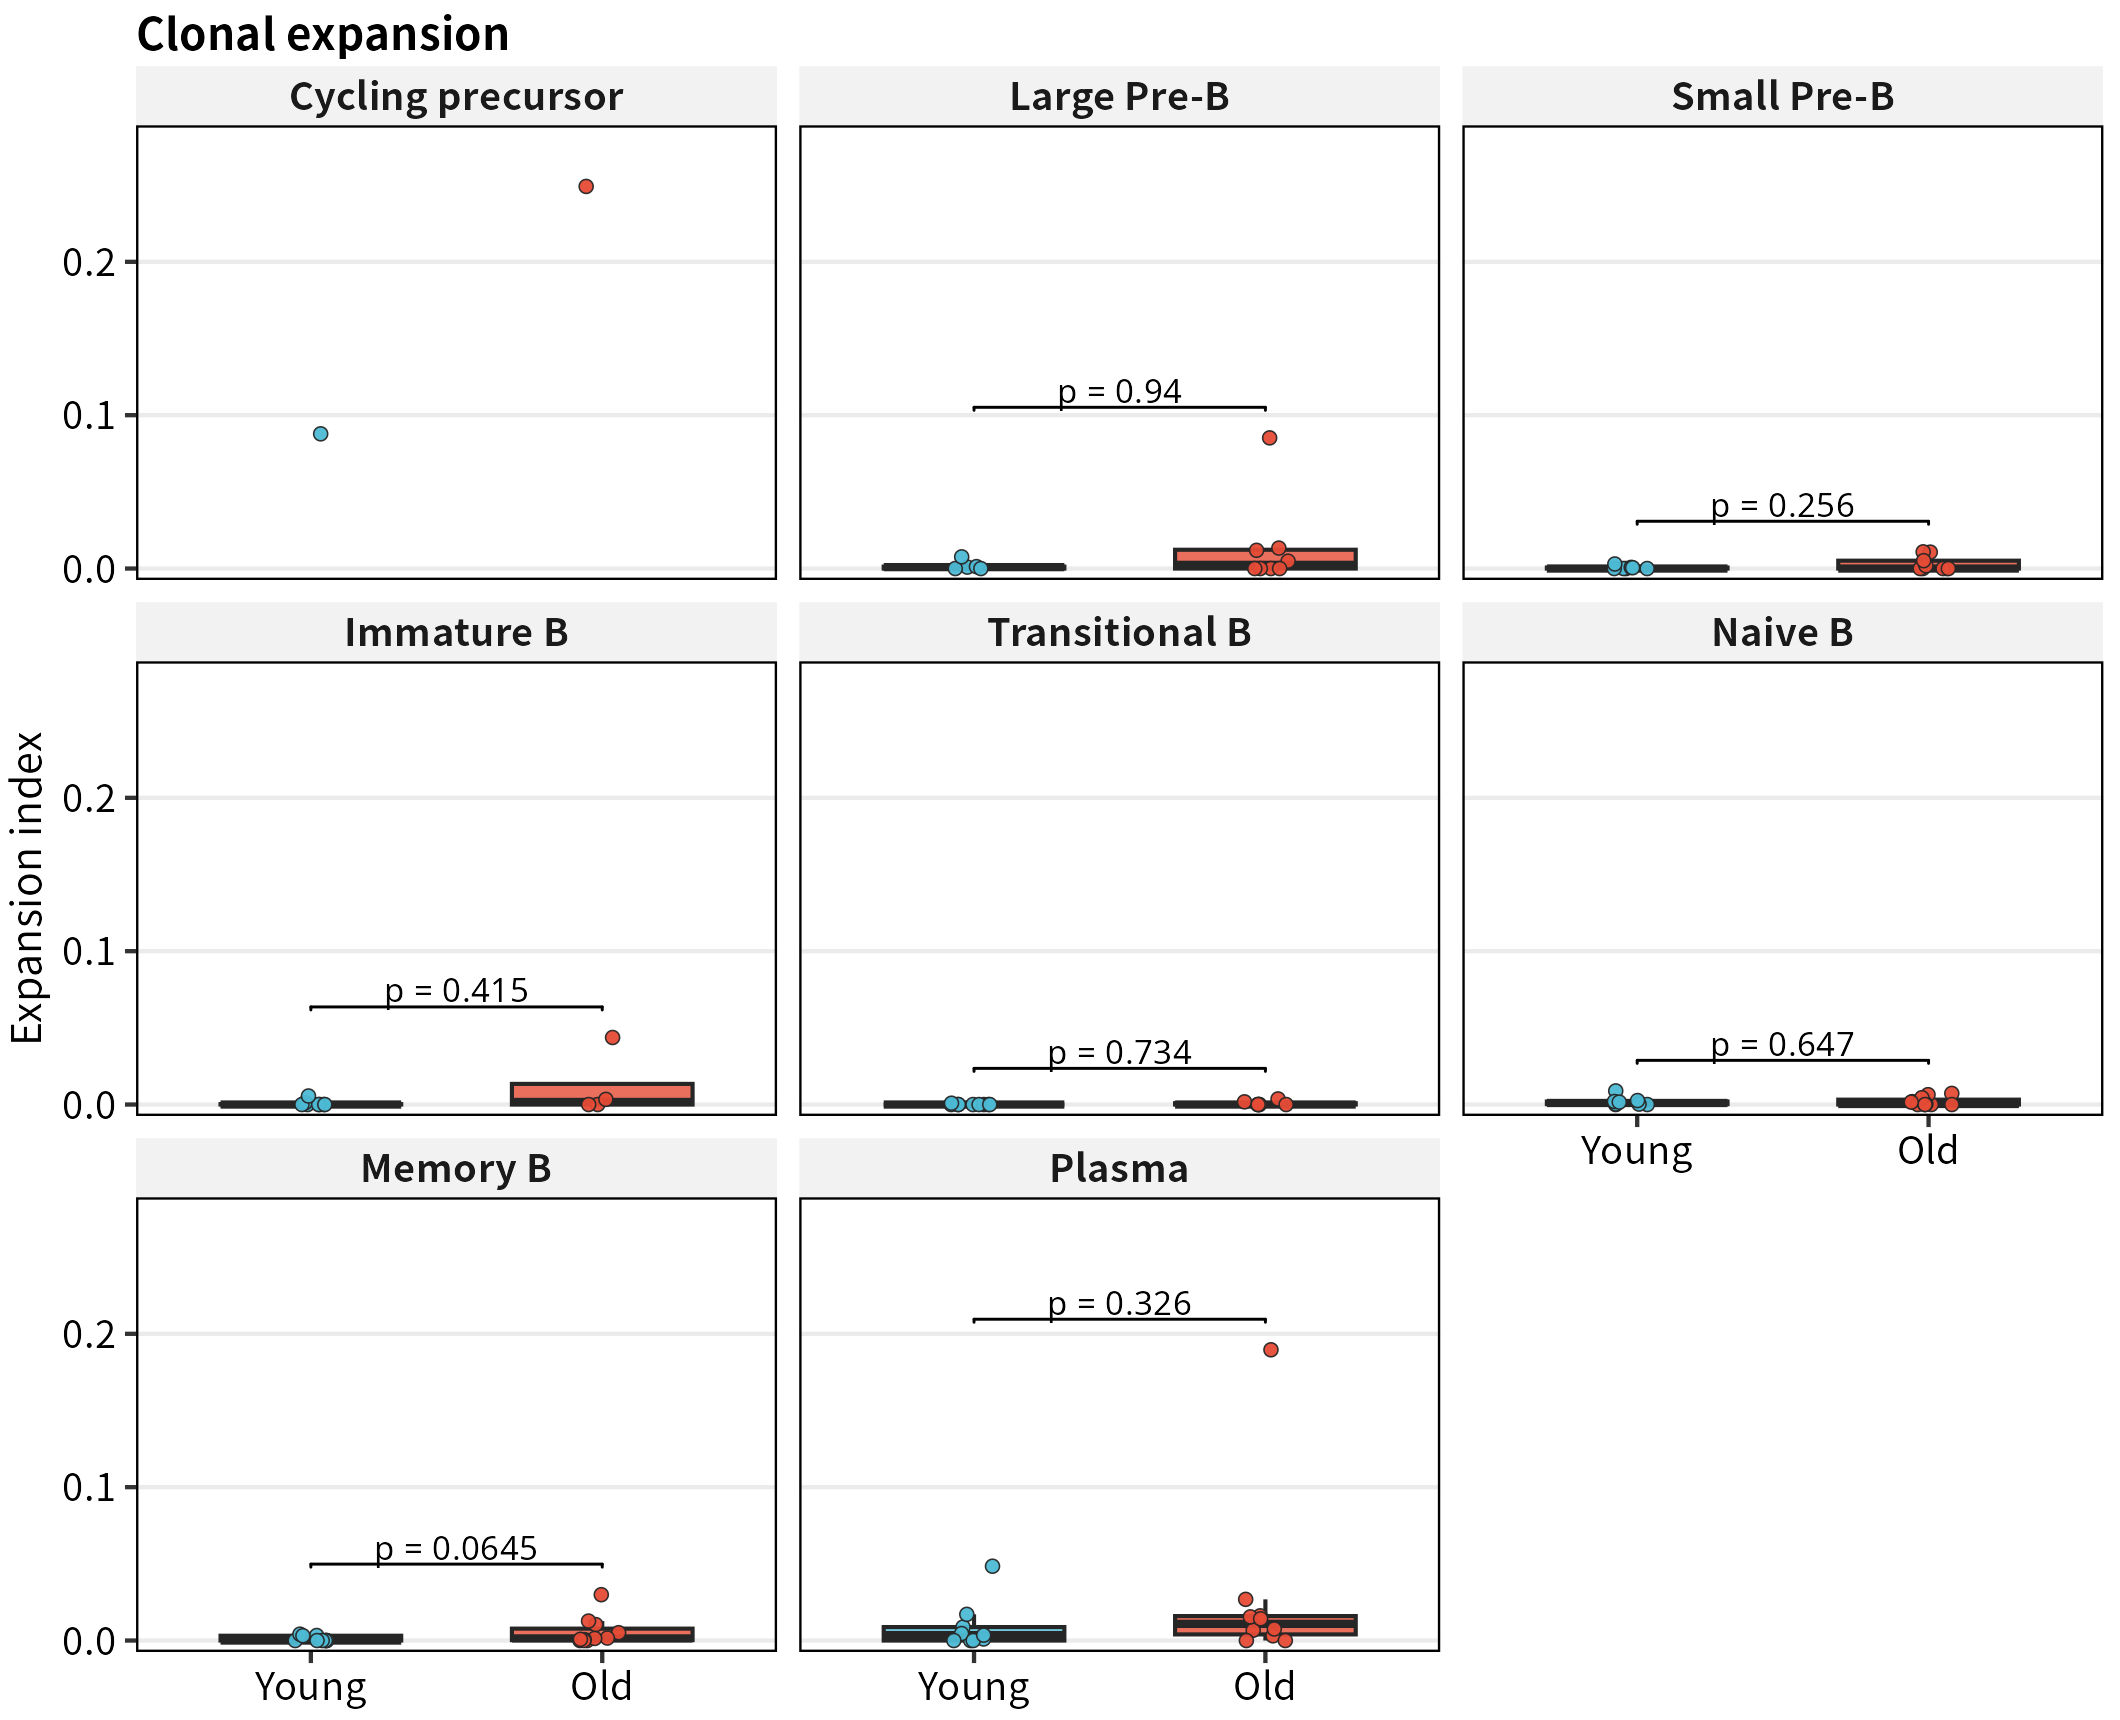 Clonal expansion
Cycling precursor
Large Pre-B
Small Pre-B
0.2
0.1
0.0
p = 0.94
p = 0.256
Immature B
Transitional B
Naive B
Expansion index
0.2
0.1
0.0
p = 0.415
p = 0.734
p = 0.647
Young
Old
Memory B
Plasma
0.2
0.1
0.0
p = 0.0645
p = 0.326
Young
Old
Young
Old